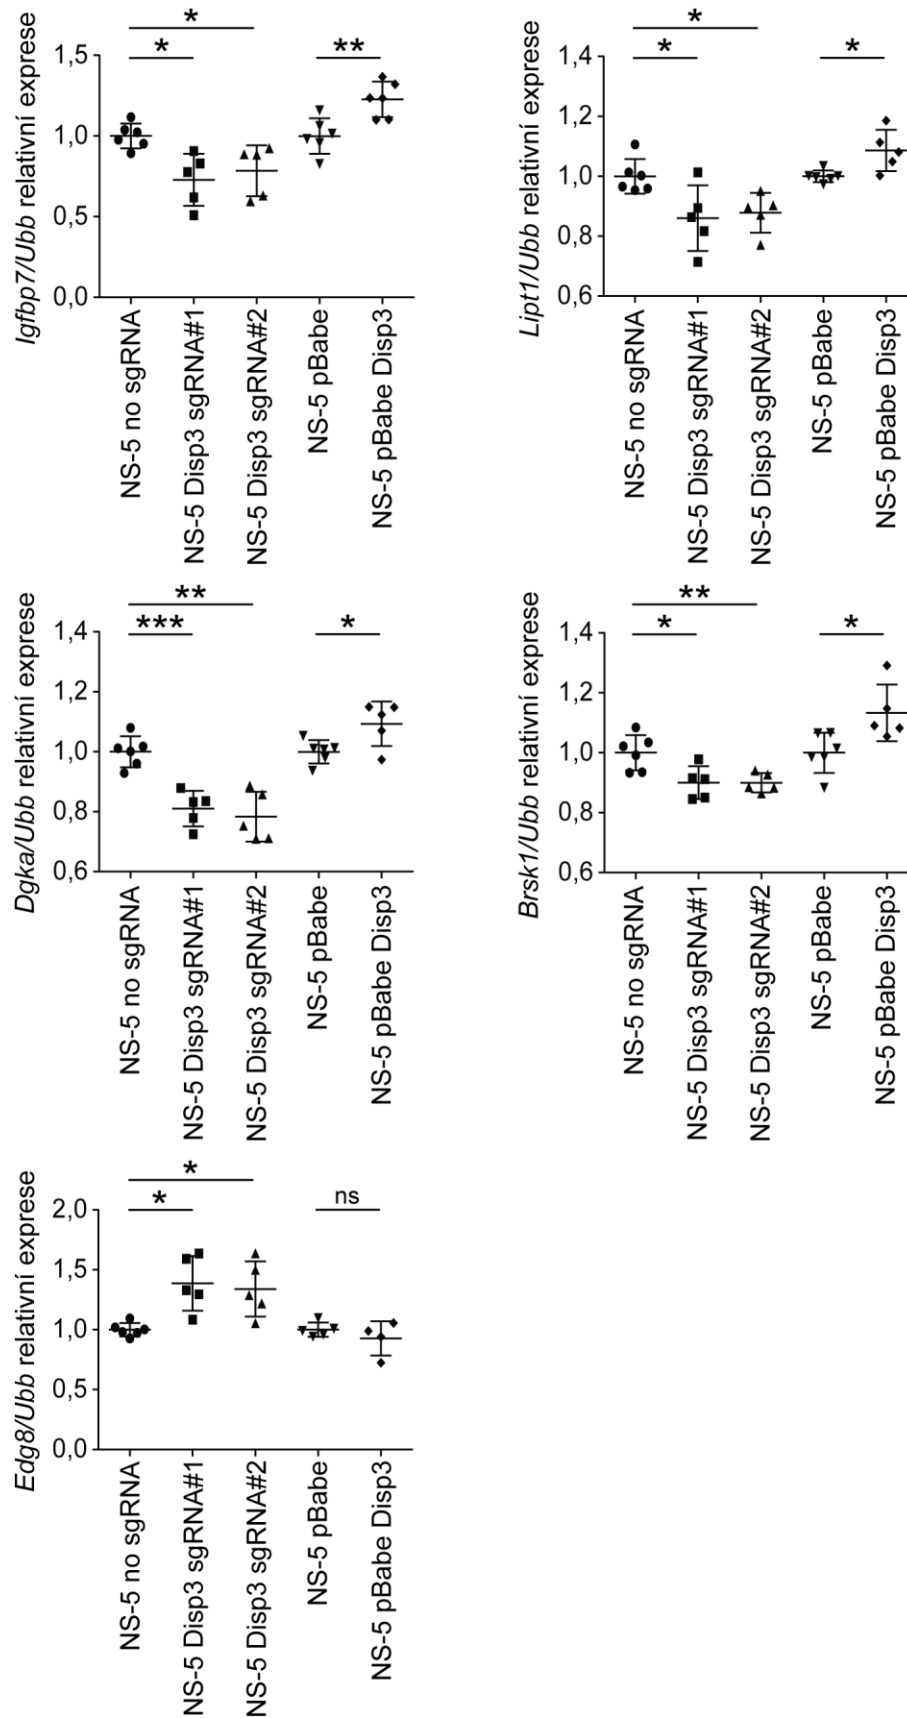 Igfbp7/Ubb relativní exprese
1,5
1,0
0,5
0,0
*
*
**
NS-5 no sgRNA
NS-5 Disp3 sgRNA#1
NS-5 Disp3 sgRNA#2
NS-5 pBabe
NS-5 pBabe Disp3
Lipt1/Ubb relativní exprese
1,4
1,2
1,0
0,8
0,6
*
*
*
NS-5 no sgRNA
NS-5 Disp3 sgRNA#1
NS-5 Disp3 sgRNA#2
NS-5 pBabe
NS-5 pBabe Disp3
Dgka/Ubb relativní exprese
1,4
1,2
1,0
0,8
0,6
**
***
*
NS-5 no sgRNA
NS-5 Disp3 sgRNA#1
NS-5 Disp3 sgRNA#2
NS-5 pBabe
NS-5 pBabe Disp3
Brsk1/Ubb relativní exprese
1,4
1,2
1,0
0,8
0,6
**
*
*
NS-5 no sgRNA
NS-5 Disp3 sgRNA#1
NS-5 Disp3 sgRNA#2
NS-5 pBabe
NS-5 pBabe Disp3
Edg8/Ubb relativní exprese
2,0
1,5
1,0
0,5
0,0
*
*
ns
NS-5 no sgRNA
NS-5 Disp3 sgRNA#1
NS-5 Disp3 sgRNA#2
NS-5 pBabe
NS-5 pBabe Disp3